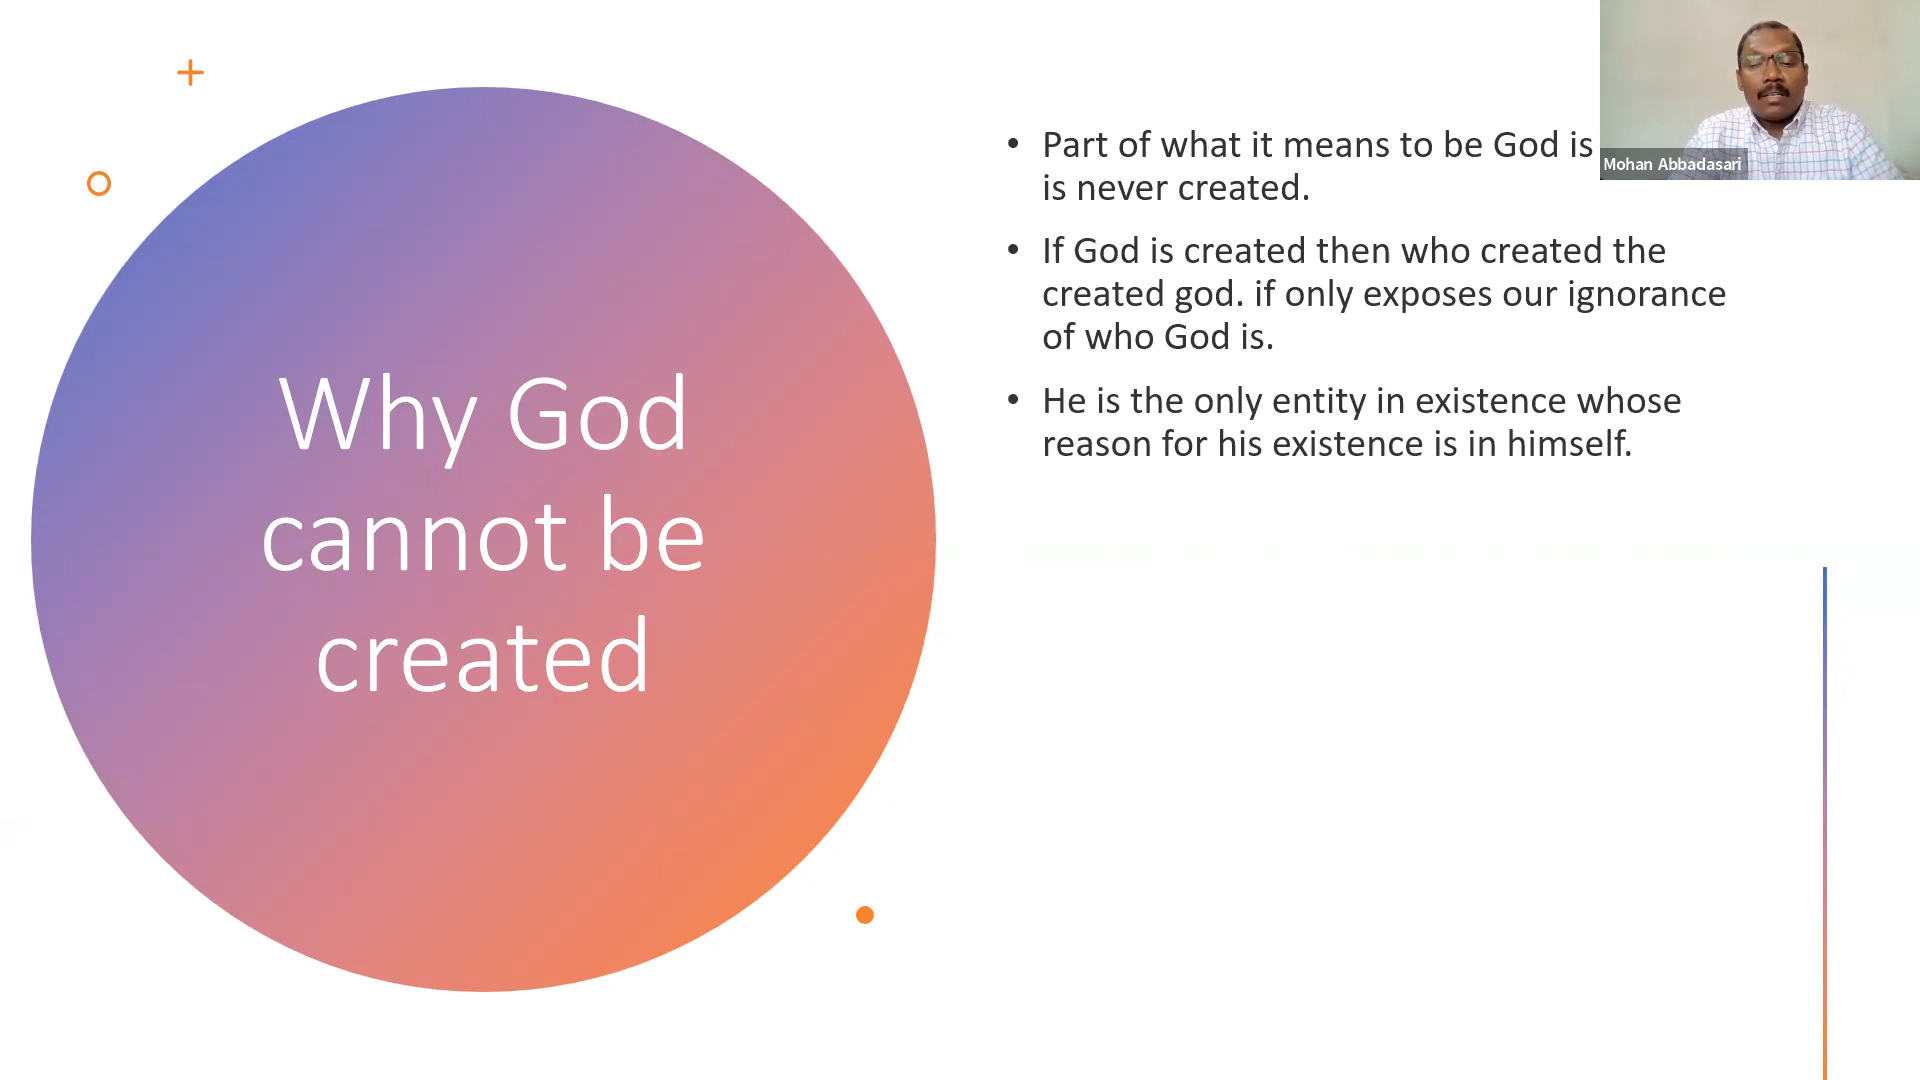 Why God
cannot be
created
• Part of what it means to be God is
is never created.
• If God is created then who created the
created god. if only exposes our ignorance
of who God is.
• He is the only entity in existence whose
reason for his existence is in himself.
Mohan Abbadasari